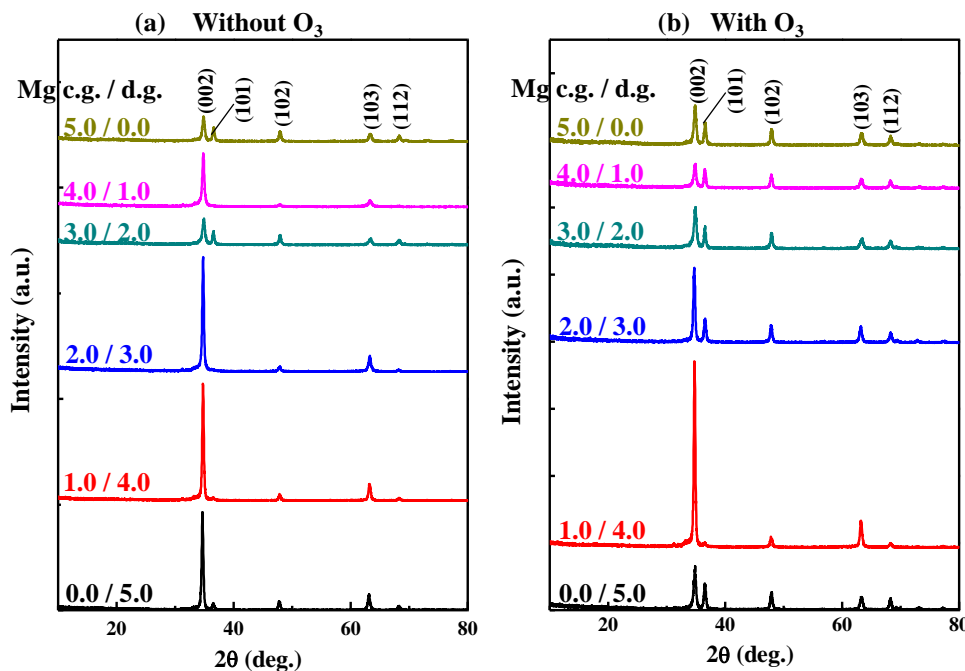 (a) Without O3
Mg c.g. / d.g.
(002)
(101)
(102)
(103)
(112)
5.0 / 0.0
4.0 / 1.0
3.0 / 2.0
2.0 / 3.0
1.0 / 4.0
0.0 / 5.0
Intensity (a.u.)
20 40 60 80
2θ (deg.)
(b) With O3
Mg c.g. / d.g.
(002)
(101)
(102)
(103)
(112)
5.0 / 0.0
4.0 / 1.0
3.0 / 2.0
2.0 / 3.0
1.0 / 4.0
0.0 / 5.0
Intensity (a.u.)
20 40 60 80
2θ (deg.)